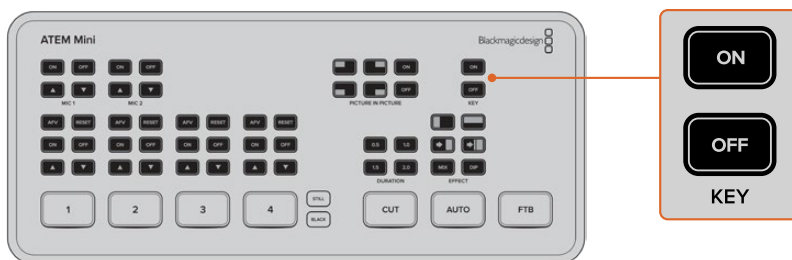 ATEM Mini
Blackmagicdesign
ON OFF ON OFF ON ON
OFF OFF
MIC 1 MIC 2 PICTURE IN PICTURE KEY
AFV RESET AFV RESET AFV RESET AFV RESET
ON OFF ON OFF ON OFF ON OFF 0.5 1.0
1.5 2.0 MIX DIP
DURATION EFFECT
1 2 3 4 STILL CUT AUTO FTB
BLACK
ON
OFF
KEY